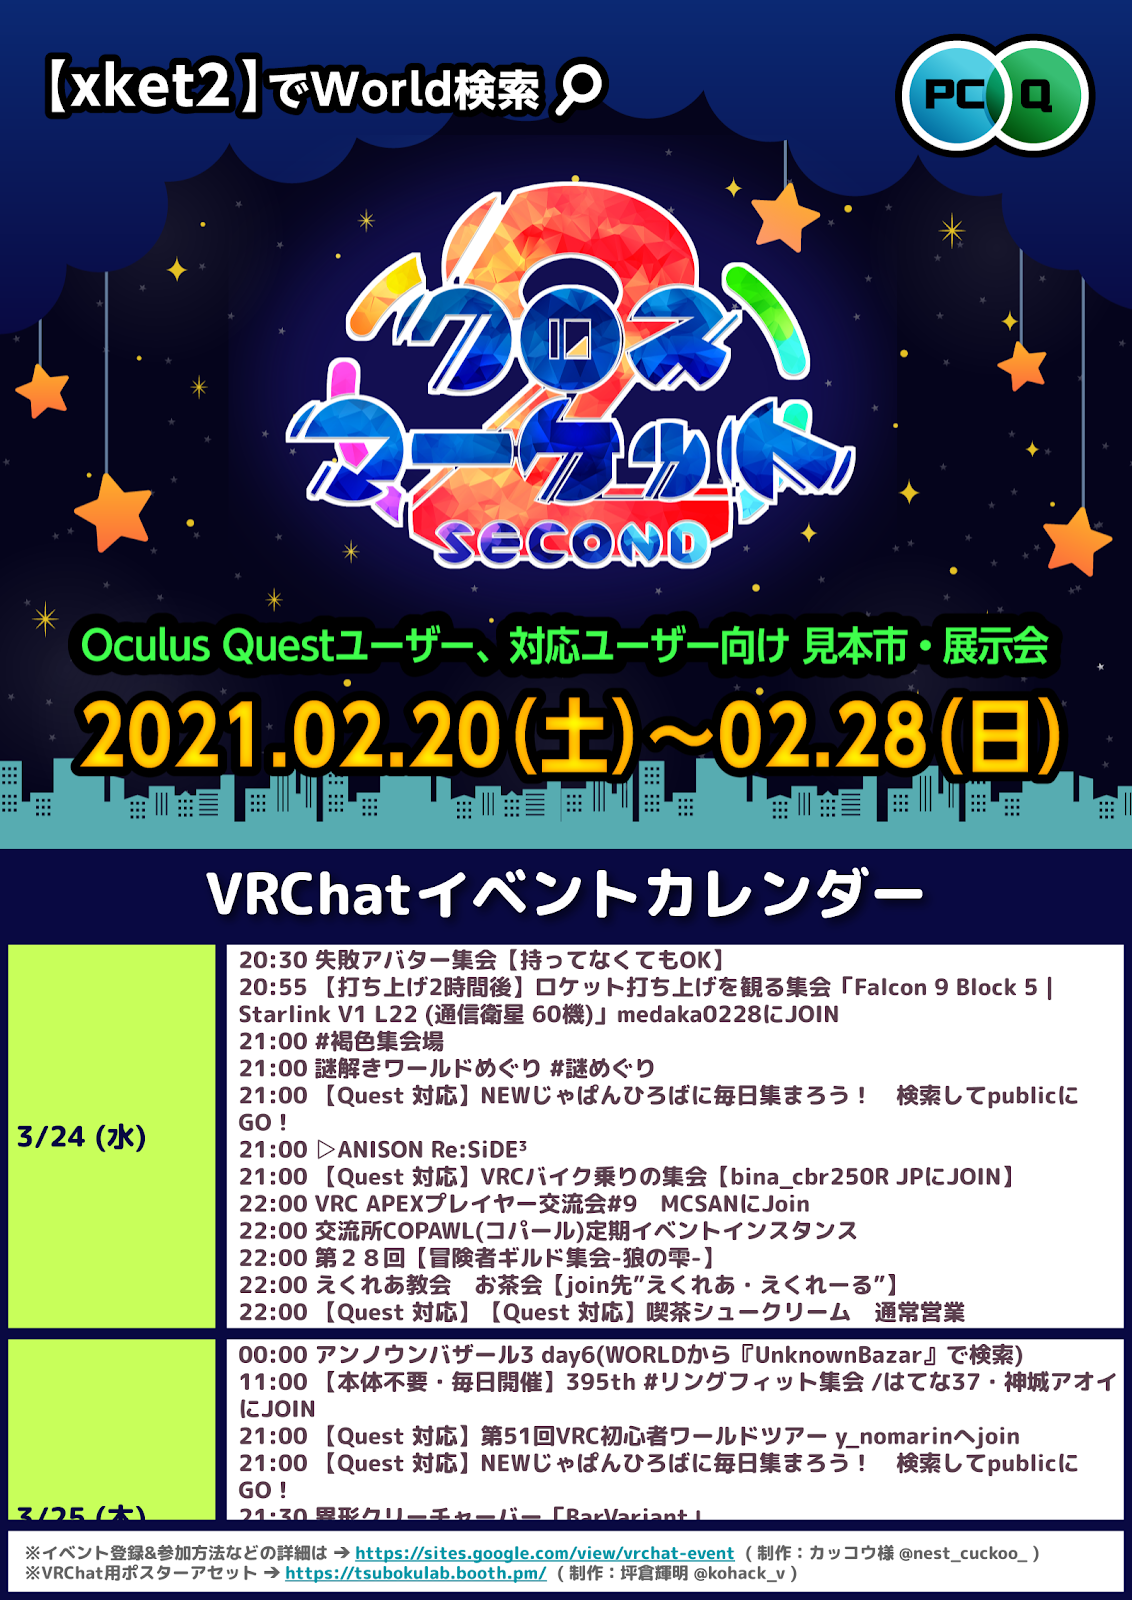 【xket2】でWorld検索
PC Q
2
クロス
マーケット
SECOND
Oculus Questユーザー、対応ユーザー向け 見本市・展示会
2021.02.20(土)～02.28(日)
VRChatイベントカレンダー
3/24 (水)
20:30 失敗アバター集会【持ってなくてもOK】
20:55 【打ち上げ2時間後】ロケット打ち上げを観る集会「Falcon 9 Block 5 |
Starlink V1 L22 (通信衛星 60機)」medaka0228にJOIN
21:00 #褐色集会場
21:00 謎解きワールドめぐり #謎めぐり
21:00 【Quest 対応】NEWじゃぱんひろばに毎日集まろう！　検索してpublicに
GO！
21:00 ▷ANISON Re:SiDE³
21:00 【Quest 対応】VRCバイク乗りの集会【bina_cbr250R JPにJOIN】
22:00 VRC APEXプレイヤー交流会#9　MCSANにJoin
22:00 交流所COPAWL(コパール)定期イベントインスタンス
22:00 第２８回【冒険者ギルド集会-狼の雫-】
22:00 えくれあ教会　お茶会【join先”えくれあ・えくれーる”】
22:00 【Quest 対応】【Quest 対応】喫茶シュークリーム　通常営業
3/25 (木)
00:00 アンノウンバザール3 day6(WORLDから『UnknownBazar』で検索)
11:00 【本体不要・毎日開催】395th #リングフィット集会 /はてな37・神城アオイ
にJOIN
21:00 【Quest 対応】第51回VRC初心者ワールドツアー y_nomarinへjoin
21:00 【Quest 対応】NEWじゃぱんひろばに毎日集まろう！　検索してpublicに
GO！
21:30 異形クリーチャーバー「BarVariant」
※イベント登録&参加方法などの詳細は ➔ https://sites.google.com/view/vrchat-event （制作：カッコウ様 @nest_cuckoo_）
※VRChat用ポスターアセット ➔ https://tsubokulab.booth.pm/ （制作：坪倉輝明 @kohack_v）